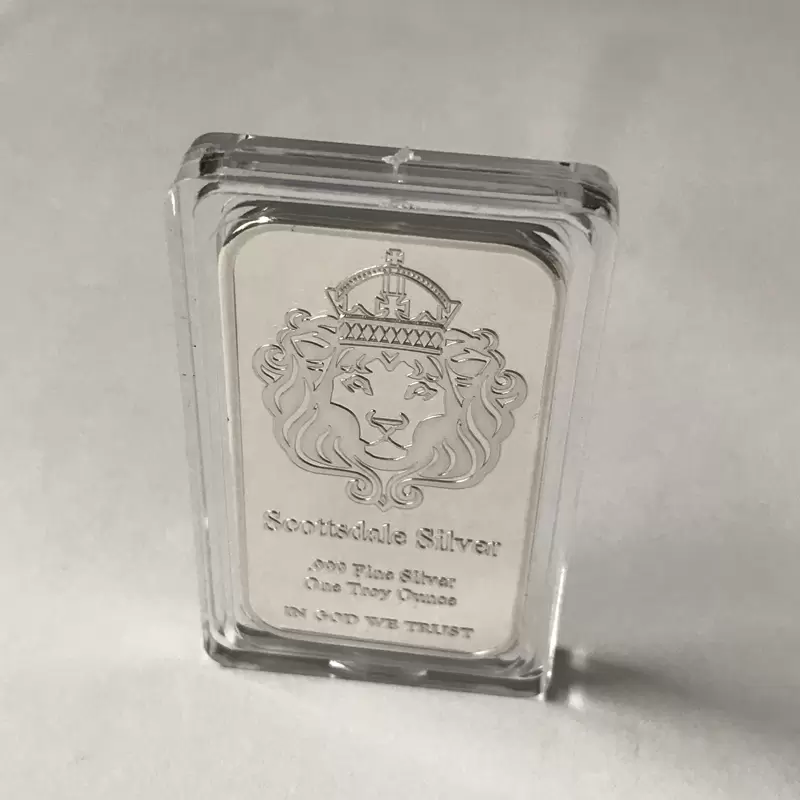 Scottsdale Silver
.999 Fine Silver
One Troy Ounce
IN GOD WE TRUST